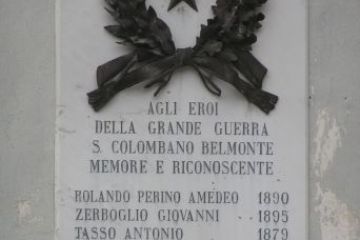 AGLI EROI
DELLA GRANDE GUERRA
S. COLOMBANO BELMONTE
MEMORE E RICONOSCENTE
ROLANDO PERINO AMEDEO 1890
ZERBOGLIO GIOVANNI " 1895
TASSO ANTONIO " 1879